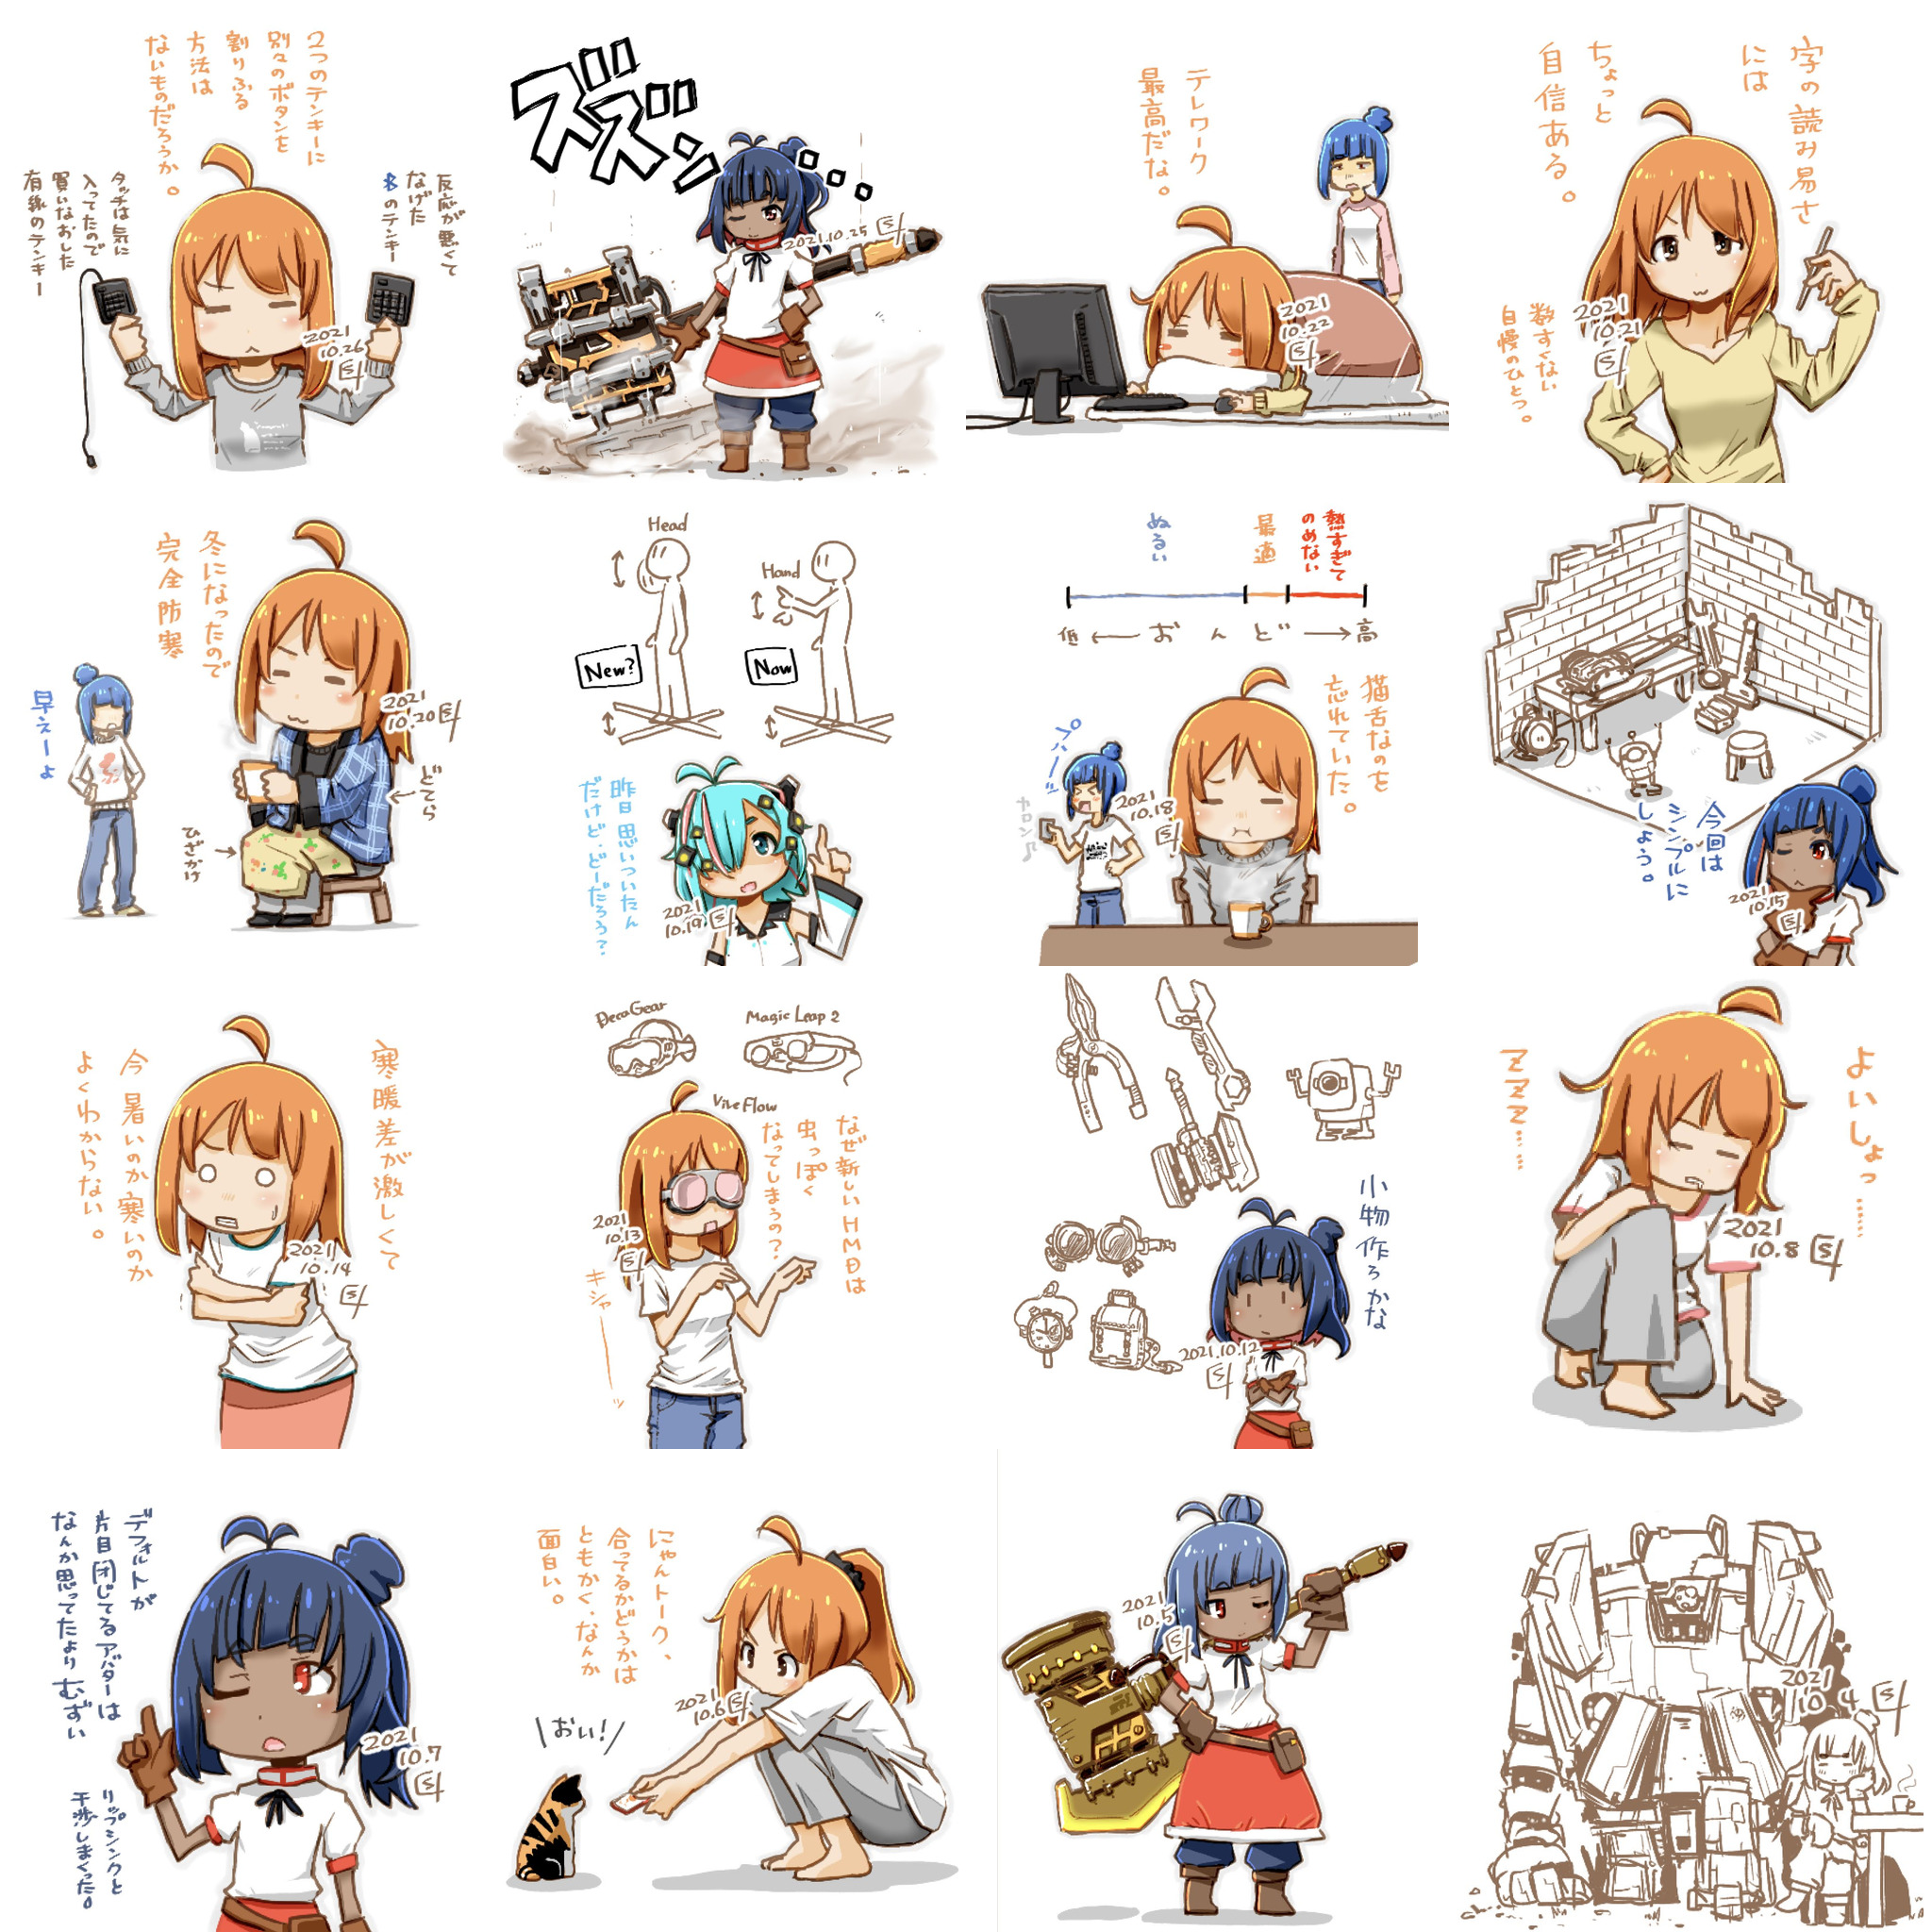 2つのテンキーに
別々のボタンを
割りふる
方法は
ないものだろうか。
反応が悪くて
なげた
Bのテンキー
タッチは気に
入ってたので
買いなおした
有線のテンキー
2021
10.26
ズズズン
2021.10.25
テレワーク
最高だな。
2021
10.22
字の読み易さ
には
ちょっと
自信ある。
数すくない
自慢のひとつ。
2021
10.21
冬になったので
完全防寒
早えーよ
どてら
ひざかけ
2021
10.20
Head
Hand
New?
Now
昨日思いついたん
だけど、どーだろう?
2021
10.19
ぬるい
最適
熱すぎて
のめない
低←おんど→高
猫舌なのを
忘れていた。
プハーッ
カロン♪
2021
10.18
今回は
シンプルに
しよう。
2021
10.15
寒暖差が激しくて
今暑いのか寒いのか
よくわからない。
2021
10.14
DecaGear
Magic Leap 2
Vive Flow
なぜ新しいHMDは
虫っぽく
なってしまうの?
キシャーッ
2021
10.13
小物作ろかな
2021.10.12
よいしょっ……
ZZZZ……
2021
10.8
デフォルトが
片目閉じてるアバターは
なんか思ってたよりむずい
リップシンクと
干渉しまくった。
2021
10.7
にゃんトーク、
合ってるかどうかは
ともかく、なんか
面白い。
おい!
2021
10.6
2021
10.5
2021
10 4